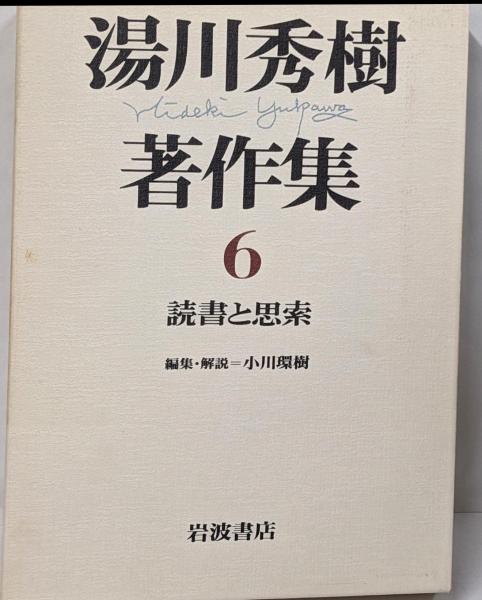 湯川秀樹
Hideki Yukawa
著作集
6
読書と思索
編集・解説=小川環樹
岩波書店